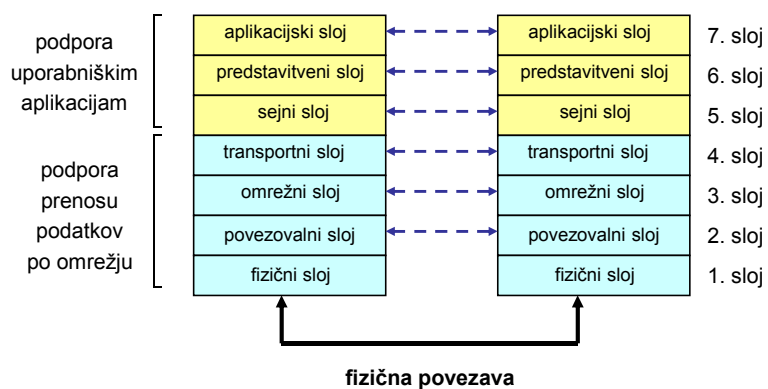 podpora
uporabniškim
aplikacijam
aplikacijski sloj
aplikacijski sloj
7. sloj
predstavitveni sloj
predstavitveni sloj
6. sloj
sejni sloj
sejni sloj
5. sloj
podpora
prenosu
podatkov
po omrežju
transportni sloj
transportni sloj
4. sloj
omrežni sloj
omrežni sloj
3. sloj
povezovalni sloj
povezovalni sloj
2. sloj
fizični sloj
fizični sloj
1. sloj
fizična povezava